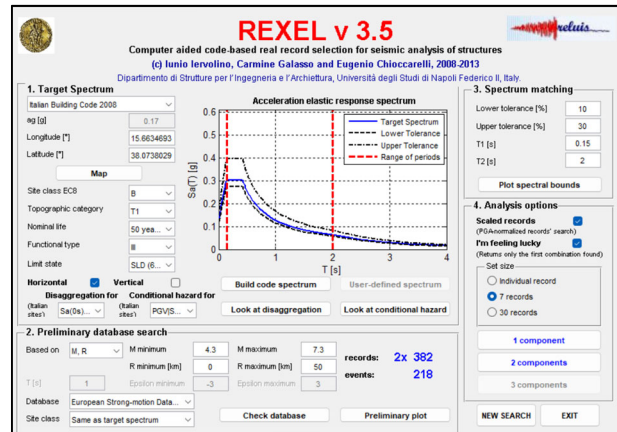 REXEL v 3.5
reluis
Computer aided code-based real record selection for seismic analysis of structures
(c) Iunio Iervolino, Carmine Galasso and Eugenio Chioccarelli, 2008-2013
Dipartimento di Strutture per l'Ingegneria e l'Archiettura, Università degli Studi di Napoli Federico II, Italy.
1. Target Spectrum
Italian Building Code 2008
ag [g] 0.17
Longitude [°] 15.6634693
Latitude [°] 38.0738029
Map
Site class EC8 B
Topographic category T1
Nominal life 50 yea...
Functional type II
Limit state SLD (6...
Horizontal Vertical
Disaggregation for Conditional hazard for
(Italian sites) Sa(0s)... (Italian sites) PGV|S...
Acceleration elastic response spectrum
Sa(T) [g]
0.6
0.5
0.4
0.3
0.2
0.1
0
0 1 2 3 4
T [s]
Target Spectrum
Lower Tolerance
Upper Tolerance
Range of periods
Build code spectrum User-defined spectrum
Look at disaggregation Look at conditional hazard
2. Preliminary database search
Based on M, R M minimum 4.3 M maximum 7.3
R minimum [km] 0 R maximum [km] 50
T [s] 1 Epsilon minimum -3 Epsilon maximum 3
records: 2x 382
events: 218
Database European Strong-motion Data...
Site class Same as target spectrum
Check database Preliminary plot
3. Spectrum matching
Lower tolerance [%] 10
Upper tolerance [%] 30
T1 [s] 0.15
T2 [s] 2
Plot spectral bounds
4. Analysis options
Scaled records
(PGAnormalized records' search)
I'm feeling lucky
(Returns only the first combination found)
Set size
Individual record
7 records
30 records
1 component
2 components
3 components
NEW SEARCH EXIT